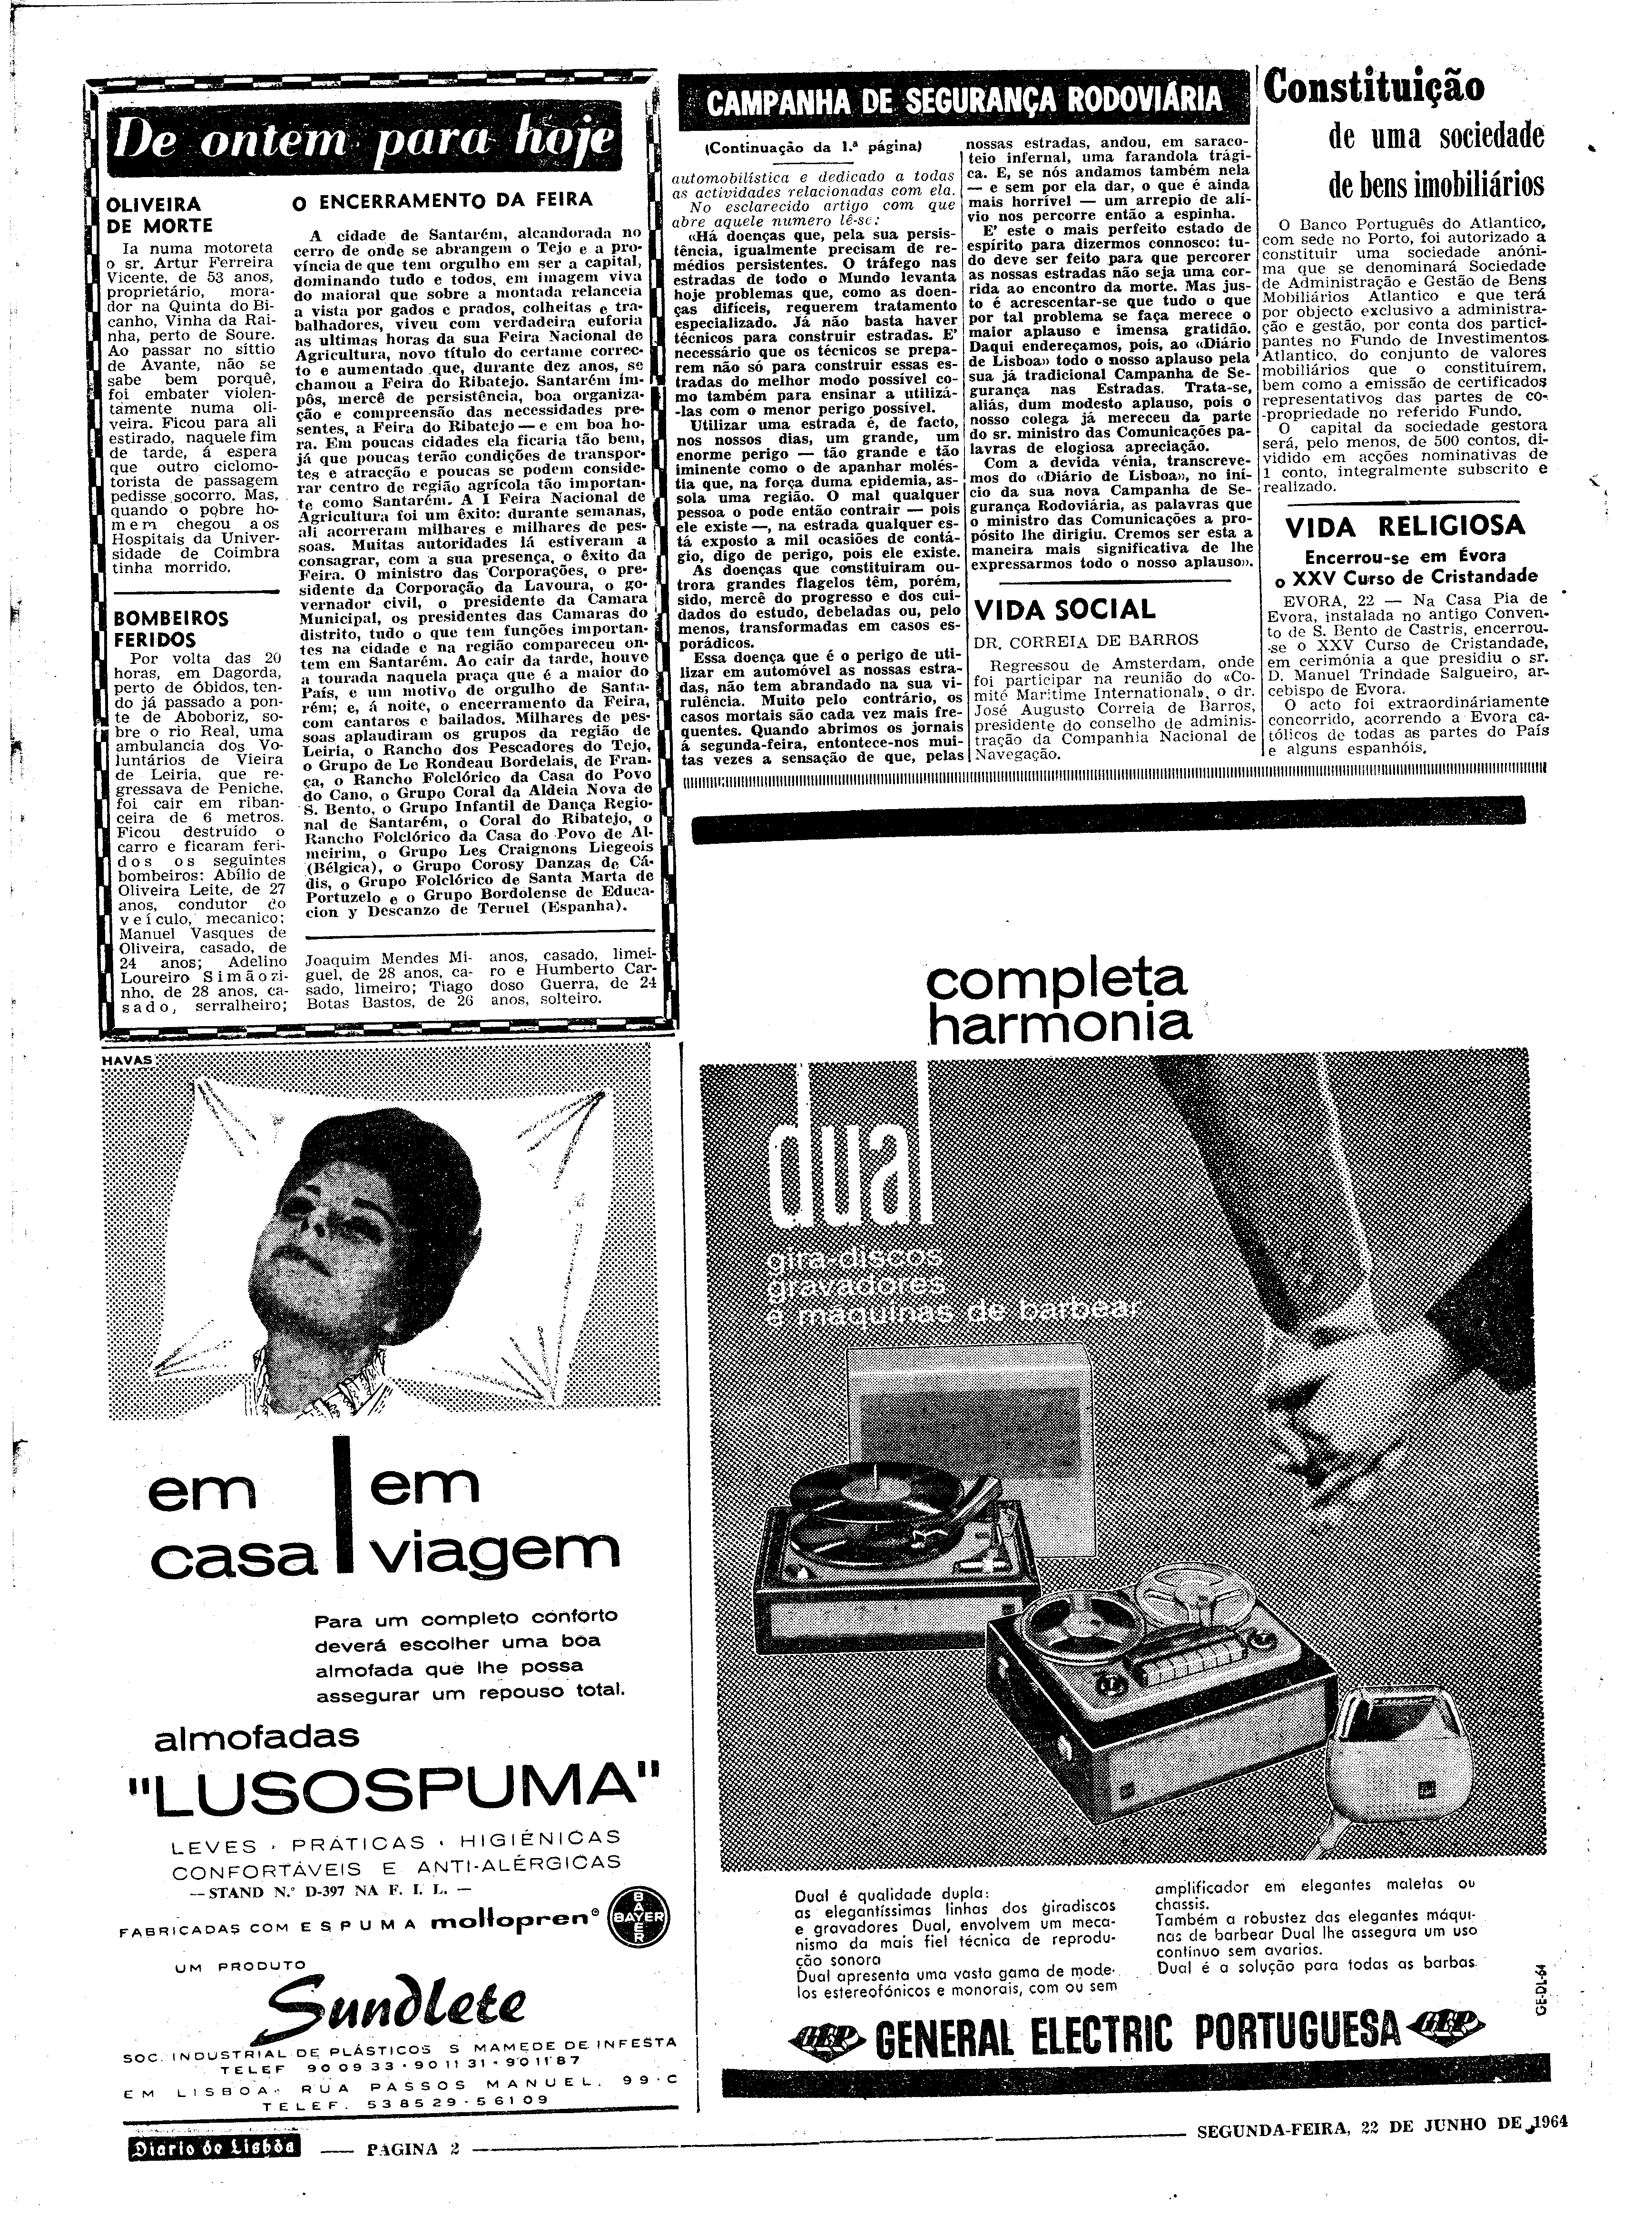 De ontem para hoje
OLIVEIRA
DE MORTE
Ia numa motoreta
o sr. Artur Ferreira
Vicente, de 53 anos,
proprietário, mora-
dor na Quinta do Bi-
canho, Vinha da Rai-
nha, perto de Soure.
Ao passar no sítio
de Avante, não se
sabe bem porquê,
foi embater violen-
tamente numa oli-
veira. Ficou para ali
estirado, naquele fim
de tarde, á espera
que outro ciclomo-
torista de passagem
pedisse socorro. Mas,
quando o pobre ho-
mem chegou aos
Hospitais da Univer-
sidade de Coimbra
tinha morrido.
BOMBEIROS
FERIDOS
Por volta das 20
horas, em Dagorda,
perto de óbidos, ten-
do já passado a pon-
te de Aboboriz, so-
bre o rio Real, uma
ambulancia dos Vo-
luntários de Vieira
de Leiria, que re-
gressava de Peniche,
foi cair em riban-
ceira de 6 metros.
Ficou destruído o
carro e ficaram feri-
dos os seguintes
bombeiros: Abílio de
Oliveira Leite, de 27
anos, condutor do
veículo, mecanico;
Manuel Vasques de
Oliveira, casado, de
24 anos; Adelino
Loureiro Simãozi-
nho, de 28 anos, ca-
sado, serralheiro;
Joaquim Mendes Mi-
guel, de 28 anos, ca-
sado, limeiro; Tiago
Botas Bastos, de 26
anos, casado, limei-
ro e Humberto Car-
doso Guerra, de 24
anos, solteiro.
O ENCERRAMENTO DA FEIRA
A cidade de Santarém, alcandorada no
cerro de onde se abrangem o Tejo e a pro-
víncia de que tem orgulho em ser a capital,
dominando tudo e todos, em imagem viva
do maioral que sobre a montada relanceia
a vista por gados e prados, colheitas e tra-
balhadores, viveu com verdadeira euforia
as ultimas horas da sua Feira Nacional de
Agricultura, novo título do certame correc-
to e aumentado que, durante dez anos, se
chamou a Feira do Ribatejo. Santarém im-
pôs, mercê de persistência, boa organiza-
ção e compreensão das necessidades pre-
sentes, a Feira do Ribatejo — e em boa ho-
ra. Em poucas cidades ela ficaria tão bem,
já que poucas terão condições de transpor-
tes e atracção e poucas se podem conside-
rar centro de região agrícola tão importan-
te como Santarém. A I Feira Nacional de
Agricultura foi um êxito: durante semanas,
ali acorreram milhares e milhares de pes-
soas. Muitas autoridades lá estiveram a
consagrar, com a sua presença, o êxito da
Feira. O ministro das Corporações, o pre-
sidente da Corporação da Lavoura, o go-
vernador civil, o presidente da Camara
Municipal, os presidentes das Camaras do
distrito, tudo o que tem funções importan-
tes na cidade e na região compareceu on-
tem em Santarém. Ao cair da tarde, houve
a tourada naquela praça que é a maior do
País, e um motivo de orgulho de Santa-
rém; e, á noite, o encerramento da Feira,
com cantares e bailados. Milhares de pes-
soas aplaudiram os grupos da região de
Leiria, o Rancho dos Pescadores do Tejo,
o Grupo de Le Rondeau Bordelais, de Fran-
ça, o Rancho Folclórico da Casa do Povo
do Cano, o Grupo Coral da Aldeia Nova de
S. Bento, o Grupo Infantil de Dança Regio-
nal de Santarém, o Coral do Ribatejo, o
Rancho Folclórico da Casa do Povo de Al-
meirim, o Grupo Les Craignons Liegeois
(Bélgica), o Grupo Corosy Danzas de Cá-
dis, o Grupo Folclórico de Santa Marta de
Portuzelo e o Grupo Bordolense de Educa-
cion y Descanzo de Teruel (Espanha).
CAMPANHA DE SEGURANÇA RODOVIÁRIA
(Continuação da 1.ª página)
automobilística e dedicado a todas
as actividades relacionadas com ela.
No esclarecido artigo com que
abre aquele numero lê-se:
«Há doenças que, pela sua persis-
tência, igualmente precisam de re-
médios persistentes. O tráfego nas
estradas de todo o Mundo levanta
hoje problemas que, como as doen-
ças difíceis, requerem tratamento
especializado. Já não basta haver
técnicos para construir estradas. E'
necessário que os técnicos se prepa-
rem não só para construir essas es-
tradas do melhor modo possível co-
mo também para ensinar a utilizá-
-las com o menor perigo possível.
Utilizar uma estrada é, de facto,
nos nossos dias, um grande, um
enorme perigo — tão grande e tão
iminente como o de apanhar molés-
tia que, na força duma epidemia, as-
sola uma região. O mal qualquer
pessoa o pode então contrair — pois
ele existe —, na estrada qualquer es-
tá exposto a mil ocasiões de contá-
gio, digo de perigo, pois ele existe.
As doenças que constituiram ou-
trora grandes flagelos têm, porém,
sido, mercê do progresso e dos cui-
dados do estudo, debeladas ou, pelo
menos, transformadas em casos es-
porádicos.
Essa doença que é o perigo de uti-
lizar em automóvel as nossas estra-
das, não tem abrandado na sua vi-
rulência. Muito pelo contrário, os
casos mortais são cada vez mais fre-
quentes. Quando abrimos os jornais
á segunda-feira, entontece-nos mui-
tas vezes a sensação de que, pelas
nossas estradas, andou, em saraco-
teio infernal, uma farandola trági-
ca. E, se nós andamos também nela
— e sem por ela dar, o que é ainda
mais horrível — um arrepio de alí-
vio nos percorre então a espinha.
E' este o mais perfeito estado de
espírito para dizermos connosco: tu-
do deve ser feito para que percorrer
as nossas estradas não seja uma cor-
rida ao encontro da morte. Mas jus-
to é acrescentar-se que tudo o que
por tal problema se faça merece o
maior aplauso e imensa gratidão.
Daqui endereçamos, pois, ao «Diário
de Lisboa» todo o nosso aplauso pela
sua já tradicional Campanha de Se-
gurança nas Estradas. Trata-se,
aliás, dum modesto aplauso, pois o
nosso colega já mereceu da parte
do sr. ministro das Comunicações pa-
lavras de elogiosa apreciação.
Com a devida vénia, transcreve-
mos do «Diário de Lisboa», no iní-
cio da sua nova Campanha de Se-
gurança Rodoviária, as palavras que
o ministro das Comunicações a pro-
pósito lhe dirigiu. Cremos ser esta a
maneira mais significativa de lhe
expressarmos todo o nosso aplauso».
VIDA SOCIAL
DR. CORREIA DE BARROS
Regressou de Amsterdam, onde
foi participar na reunião do «Co-
mité Maritime International», o dr.
José Augusto Correia de Barros,
presidente do conselho de adminis-
tração da Companhia Nacional de
Navegação.
Constituição
de uma sociedade
de bens imobiliários
O Banco Português do Atlantico,
com sede no Porto, foi autorizado a
constituir uma sociedade anóni-
ma que se denominará Sociedade
de Administração e Gestão de Bens
Mobiliários Atlantico e que terá
por objecto exclusivo a administra-
ção e gestão, por conta dos partici-
pantes no Fundo de Investimentos
Atlantico, do conjunto de valores
mobiliários que o constituírem,
bem como a emissão de certificados
representativos das partes de co-
-propriedade no referido Fundo.
O capital da sociedade gestora
será, pelo menos, de 500 contos, di-
vidido em acções nominativas de
1 conto, integralmente subscrito e
realizado.
VIDA RELIGIOSA
Encerrou-se em Évora
o XXV Curso de Cristandade
EVORA, 22 — Na Casa Pia de
Evora, instalada no antigo Conven-
to de S. Bento de Castris, encerrou-
-se o XXV Curso de Cristandade,
em cerimónia a que presidiu o sr.
D. Manuel Trindade Salgueiro, ar-
cebispo de Evora.
O acto foi extraordináriamente
concorrido, acorrendo a Evora ca-
tólicos de todas as partes do País
e alguns espanhóis.
HAVAS
em casa
em viagem
Para um completo conforto
deverá escolher uma boa
almofada que lhe possa
assegurar um repouso total.
almofadas
"LUSOSPUMA"
LEVES · PRÁTICAS · HIGIÉNICAS
CONFORTÁVEIS E ANTI-ALÉRGICAS
— STAND N.º D-397 NA F. I. L. —
FABRICADAS COM ESPUMA moltopren®
BAYER
BAYER
UM PRODUTO
Sundlete
SOC. INDUSTRIAL DE PLÁSTICOS S MAMEDE DE INFESTA
TELEF 90 09 33 · 90 11 31 · 90 11 87
EM LISBOA: RUA PASSOS MANUEL, 99-C
TELEF. 53 85 29 - 5 61 09
completa
harmonia
dual
gira-discos
gravadores
e máquinas de barbear
Dual é qualidade dupla:
as elegantíssimas linhas dos giradiscos
e gravadores Dual, envolvem um meca-
nismo da mais fiel técnica de reprodu-
ção sonora
Dual apresenta uma vasta gama de mode-
los estereofónicos e monorais, com ou sem
amplificador em elegantes maletas ou
chassis.
Também a robustez das elegantes máqui-
nas de barbear Dual lhe assegura um uso
contínuo sem avarias.
Dual é a solução para todas as barbas.
GE-DL-64
GEP GENERAL ELECTRIC PORTUGUESA GEP
Diário de Lisbôa — PÁGINA 2 — SEGUNDA-FEIRA, 22 DE JUNHO DE 1964